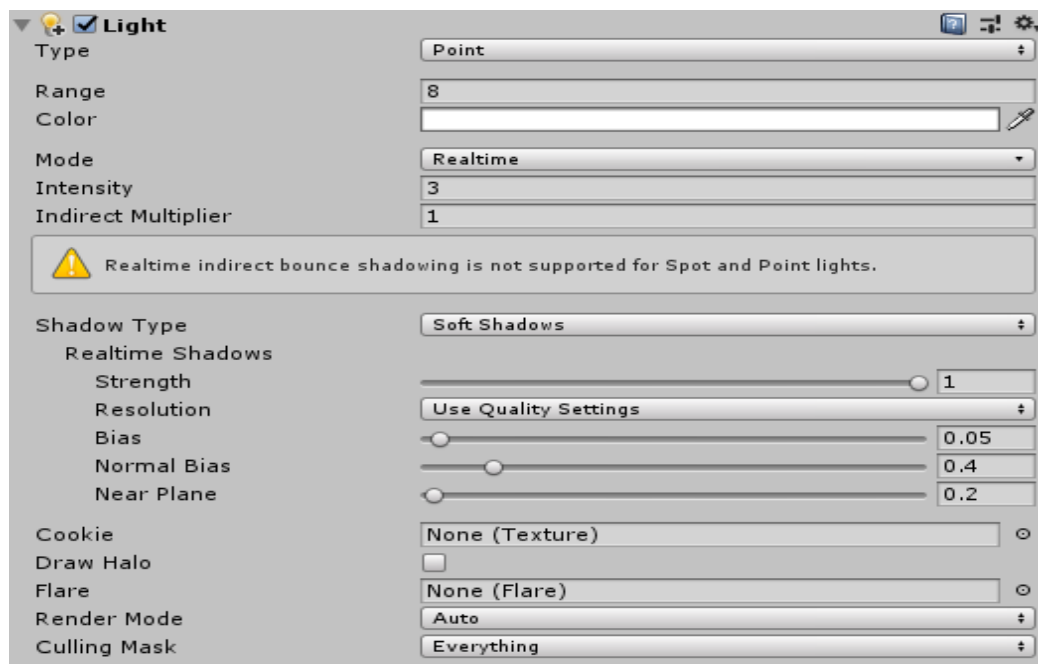 Light
Type Point
Range 8
Color
Mode Realtime
Intensity 3
Indirect Multiplier 1
Realtime indirect bounce shadowing is not supported for Spot and Point lights.
Shadow Type Soft Shadows
Realtime Shadows
Strength 1
Resolution Use Quality Settings
Bias 0.05
Normal Bias 0.4
Near Plane 0.2
Cookie None (Texture)
Draw Halo
Flare None (Flare)
Render Mode Auto
Culling Mask Everything